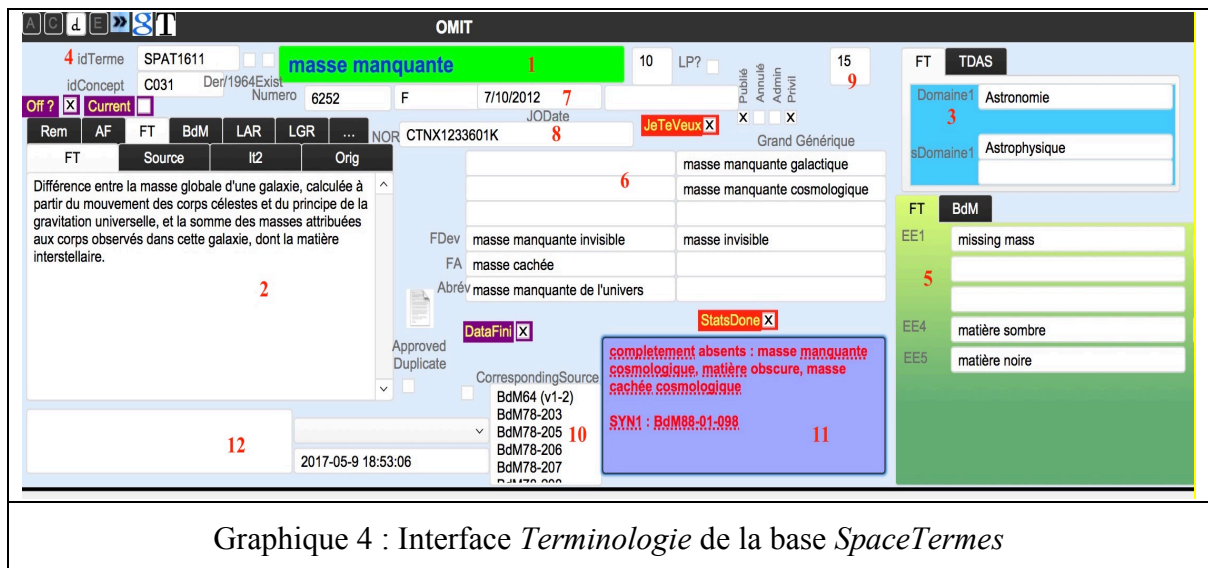 A C d E » 8 T OMIT
4 idTerme SPAT1611 masse manquante 1 10 LP? 15
Publié Annulé Admin Privil
9
idConcept C031 Der/1964Exist
Numero 6252 F 7/10/2012 7
JODate
Off ? X Current
Rem AF FT BdM LAR LGR ... NOR CTNX1233601K 8 JeTeVeux X X X
Grand Générique
FT Source It2 Orig
Différence entre la masse globale d'une galaxie, calculée à
partir du mouvement des corps célestes et du principe de la
gravitation universelle, et la somme des masses attribuées
aux corps observés dans cette galaxie, dont la matière
interstellaire.
2
masse manquante galactique
6
masse manquante cosmologique
FDev masse manquante invisible masse invisible
FA masse cachée
Abrév masse manquante de l'univers
FT TDAS
Domaine1 Astronomie
3
sDomaine1 Astrophysique
FT BdM
EE1 missing mass
5
EE4 matière sombre
EE5 matière noire
DataFini X StatsDone X
Approved
Duplicate
CorrespondingSource
BdM64 (v1-2)
BdM78-203
BdM78-205 10
BdM78-206
BdM78-207
completement absents : masse manquante
cosmologique, matière obscure, masse
cachée cosmologique
SYN1 : BdM88-01-098
11
12
2017-05-9 18:53:06
Graphique 4 : Interface Terminologie de la base SpaceTermes